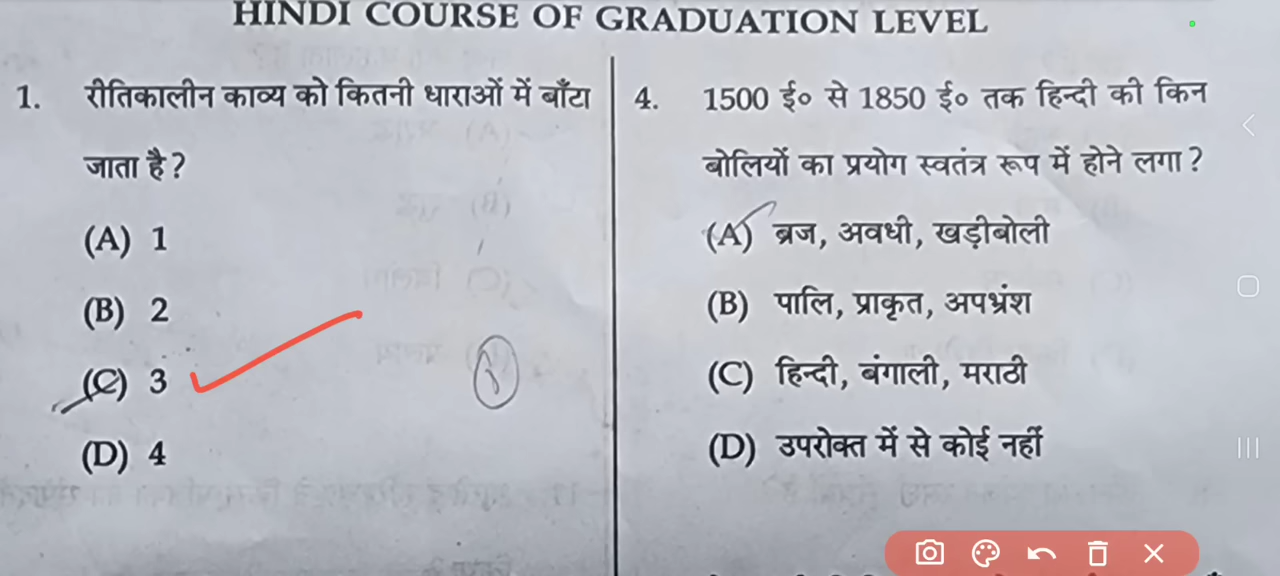 HINDI COURSE OF GRADUATION LEVEL
1. रीतिकालीन काव्य को कितनी धाराओं में बाँटा
जाता है?
(A) 1
(B) 2
(C) 3
(D) 4
4. 1500 ई० से 1850 ई० तक हिन्दी की किन
बोलियों का प्रयोग स्वतंत्र रूप में होने लगा?
(A) ब्रज, अवधी, खड़ीबोली
(B) पालि, प्राकृत, अपभ्रंश
(C) हिन्दी, बंगाली, मराठी
(D) उपरोक्त में से कोई नहीं